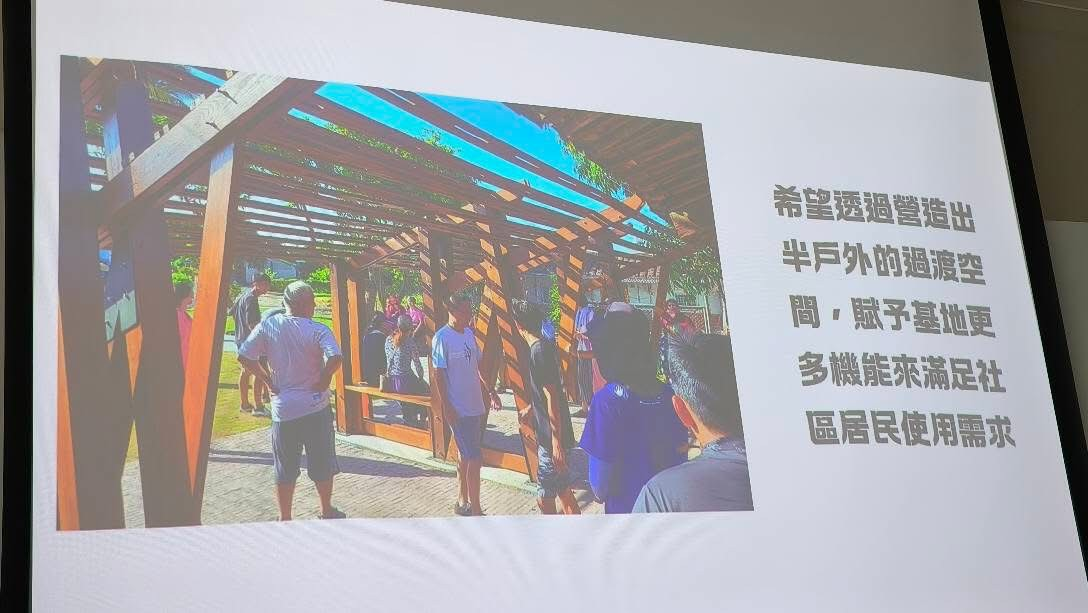 希望透過營造出
半戶外的過渡空
間，賦予基地更
多機能來滿足社
區居民使用需求